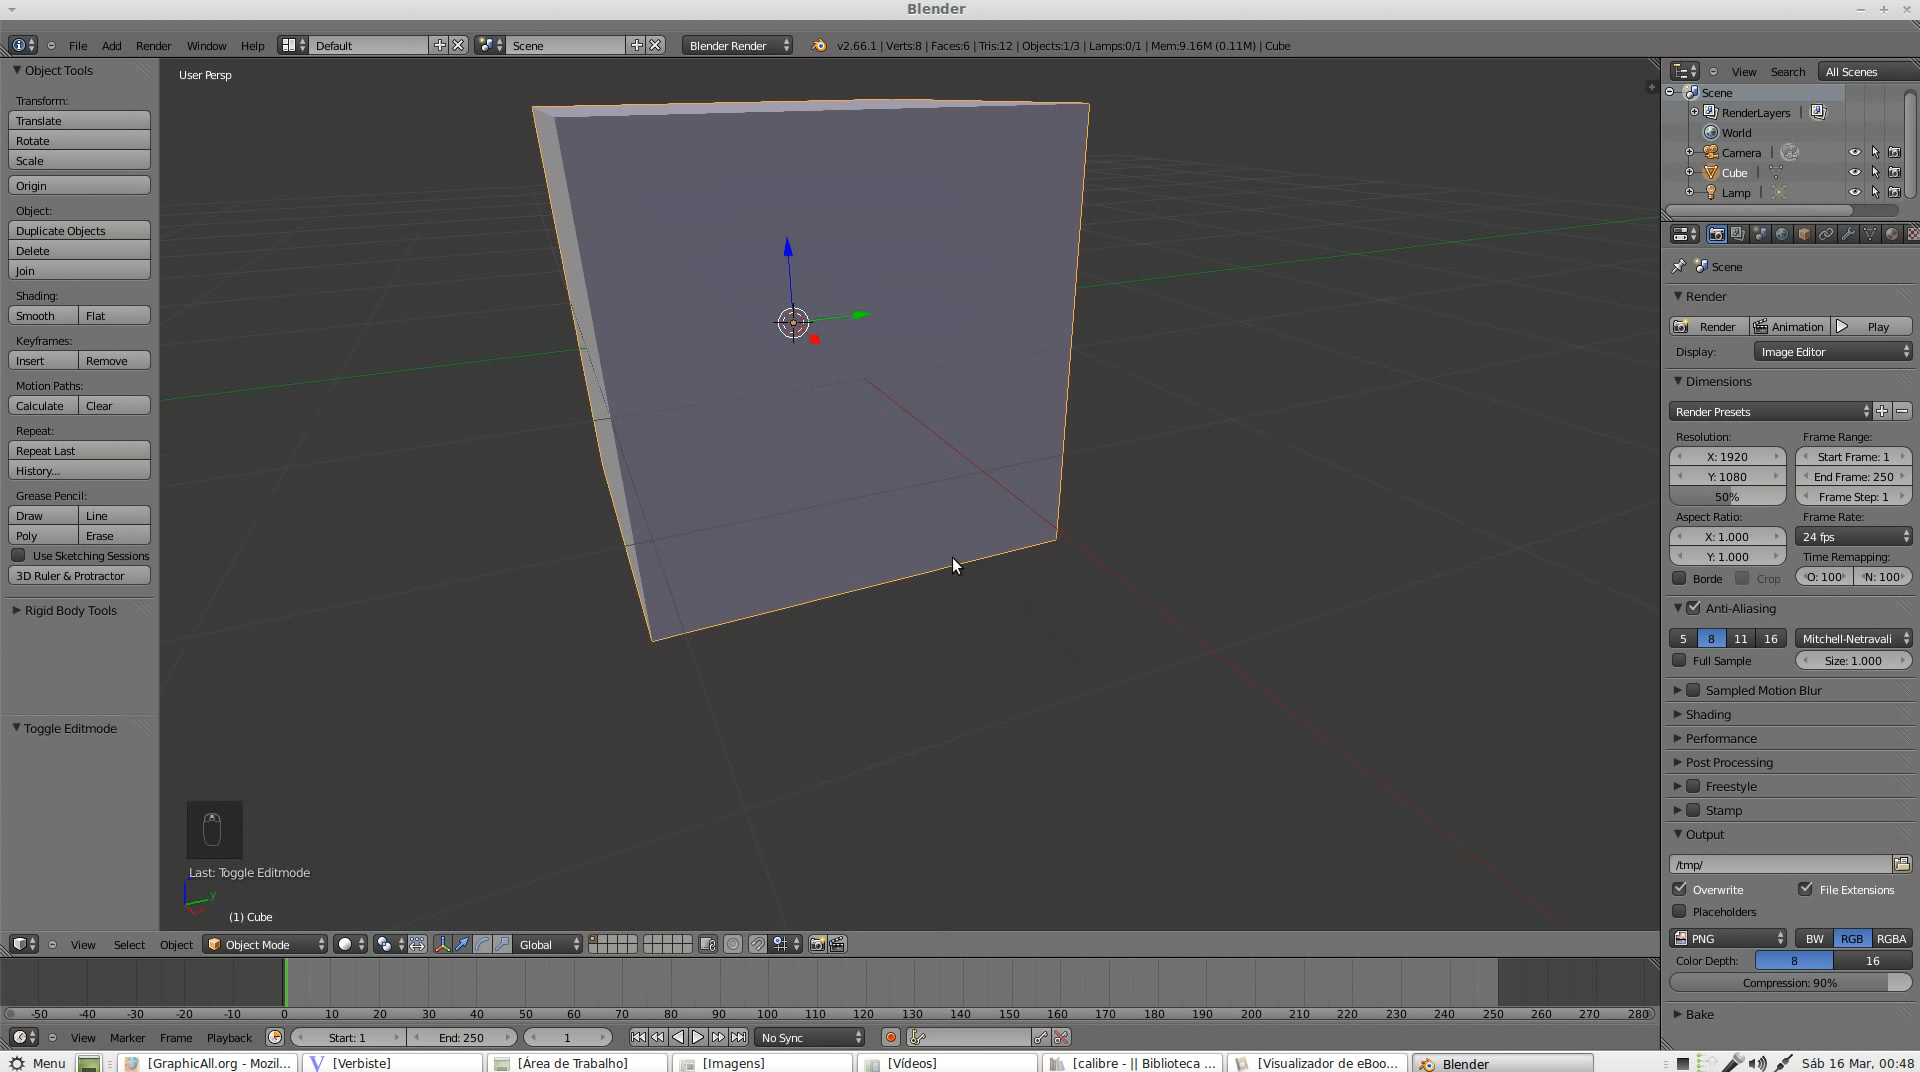 Blender
File Add Render Window Help Default Scene Blender Render v2.66.1 | Verts:8 | Faces:6 | Tris:12 | Objects:1/3 | Lamps:0/1 | Mem:9.16M (0.11M) | Cube
Object Tools
Transform:
Translate
Rotate
Scale
Origin
Object:
Duplicate Objects
Delete
Join
Shading:
Smooth Flat
Keyframes:
Insert Remove
Motion Paths:
Calculate Clear
Repeat:
Repeat Last
History...
Grease Pencil:
Draw Line
Poly Erase
Use Sketching Sessions
3D Ruler & Protractor
Rigid Body Tools
Toggle Editmode
User Persp
Last: Toggle Editmode
y
(1) Cube
View Select Object Object Mode Global
-50 -40 -30 -20 -10 0 10 20 30 40 50 60 70 80 90 100 110 120 130 140 150 160 170 180 190 200 210 220 230 240 250 260 270 280
View Marker Frame Playback Start: 1 End: 250 1 No Sync
View Search All Scenes
Scene
RenderLayers
World
Camera
Cube
Lamp
Scene
Render
Render Animation Play
Display: Image Editor
Dimensions
Render Presets
Resolution: Frame Range:
X: 1920 Start Frame: 1
Y: 1080 End Frame: 250
50% Frame Step: 1
Aspect Ratio: Frame Rate:
X: 1.000 24 fps
Y: 1.000 Time Remapping:
Borde Crop O: 100 N: 100
Anti-Aliasing
5 8 11 16 Mitchell-Netravali
Full Sample Size: 1.000
Sampled Motion Blur
Shading
Performance
Post Processing
Freestyle
Stamp
Output
/tmp/
Overwrite File Extensions
Placeholders
PNG BW RGB RGBA
Color Depth: 8 16
Compression: 90%
Bake
Menu [GraphicAll.org - Mozil... [Verbiste] [Área de Trabalho] [Imagens] [Vídeos] [calibre - || Biblioteca ... [Visualizador de eBoo... Blender Sáb 16 Mar, 00:48